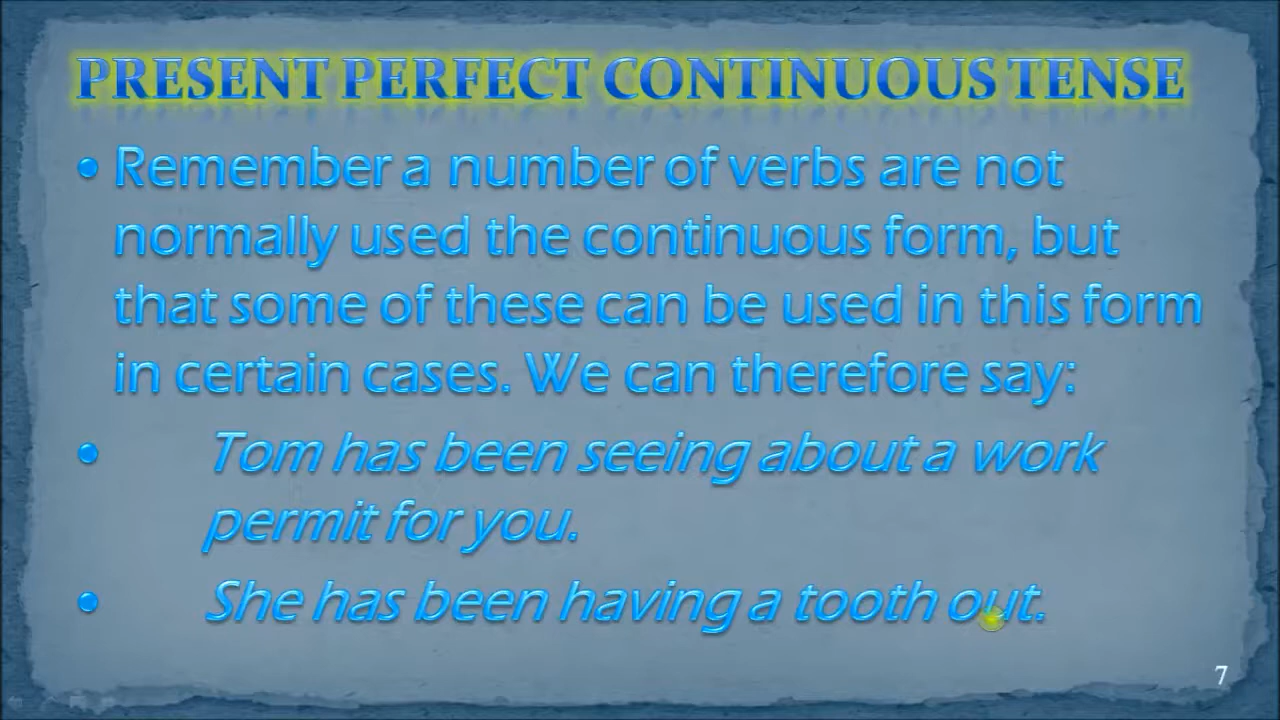 PRESENT PERFECT CONTINUOUS TENSE
• Remember a number of verbs are not
normally used the continuous form, but
that some of these can be used in this form
in certain cases. We can therefore say:
• Tom has been seeing about a work
permit for you.
• She has been having a tooth out.
7